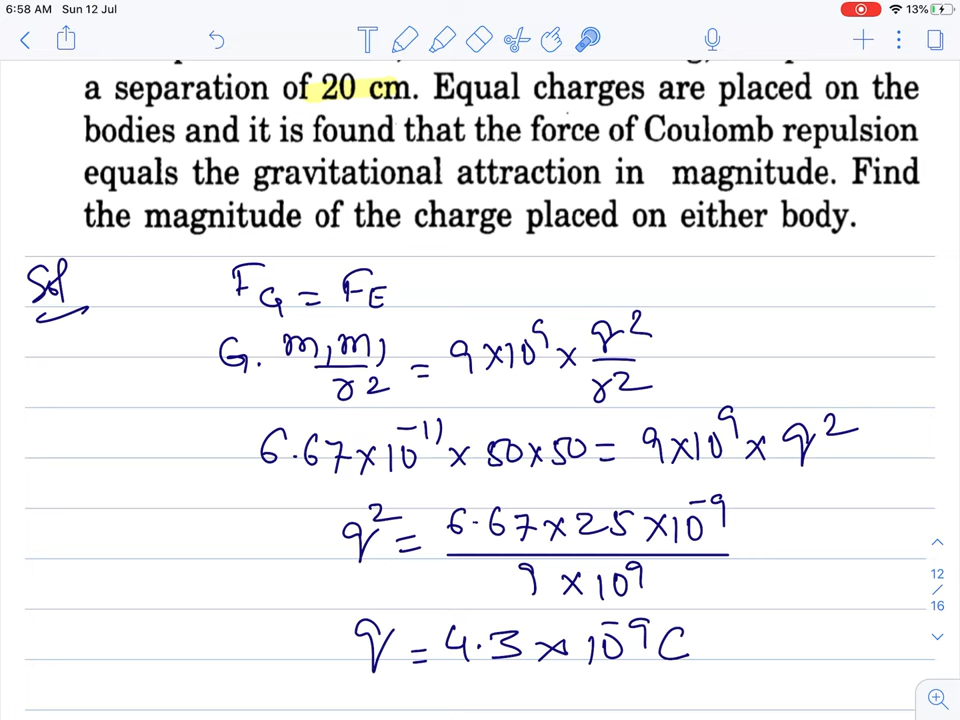 6:58 AM Sun 12 Jul 13%
a separation of 20 cm. Equal charges are placed on the
bodies and it is found that the force of Coulomb repulsion
equals the gravitational attraction in magnitude. Find
the magnitude of the charge placed on either body.
Sol F_G = F_E
G. m₁m₁/r² = 9×10⁹ × q²/r²
6.67×10⁻¹¹ × 50×50 = 9×10⁹ × q²
q² = 6.67×25×10⁻⁹ / 9×10⁹
q = 4.3×10⁻⁹ C
12
/
16